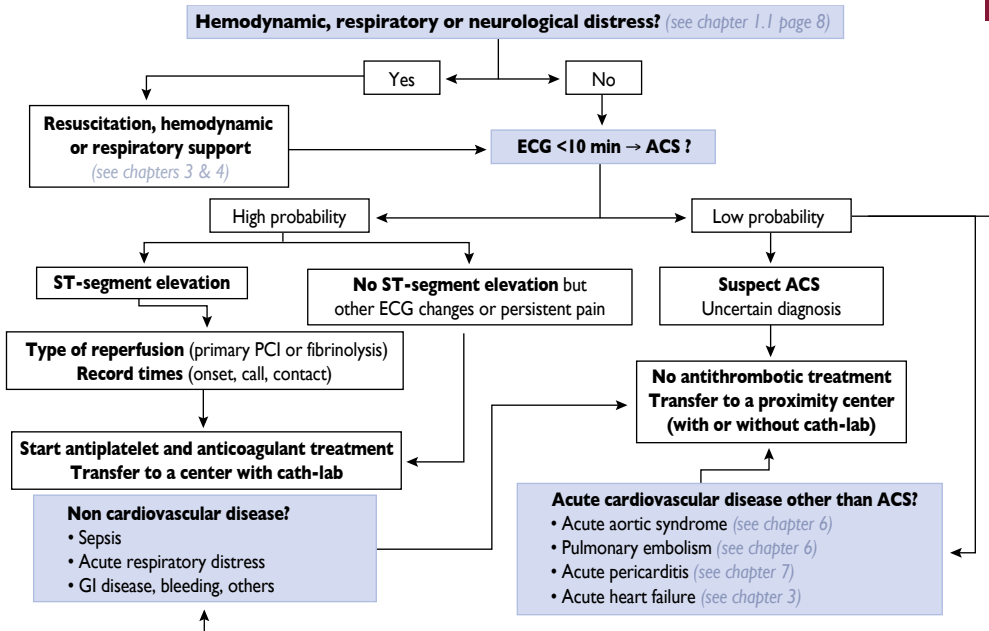 Hemodynamic, respiratory or neurological distress? (see chapter 1.1 page 8)
Yes
No
Resuscitation, hemodynamic
or respiratory support
(see chapters 3 & 4)
ECG <10 min → ACS ?
High probability
Low probability
ST-segment elevation
No ST-segment elevation but
other ECG changes or persistent pain
Suspect ACS
Uncertain diagnosis
Type of reperfusion (primary PCI or fibrinolysis)
Record times (onset, call, contact)
No antithrombotic treatment
Transfer to a proximity center
(with or without cath-lab)
Start antiplatelet and anticoagulant treatment
Transfer to a center with cath-lab
Non cardiovascular disease?
• Sepsis
• Acute respiratory distress
• GI disease, bleeding, others
Acute cardiovascular disease other than ACS?
• Acute aortic syndrome (see chapter 6)
• Pulmonary embolism (see chapter 6)
• Acute pericarditis (see chapter 7)
• Acute heart failure (see chapter 3)